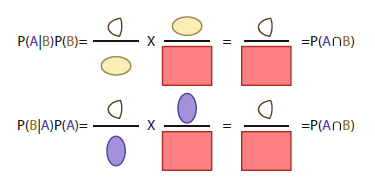 P(A|B)P(B)= X = =P(A∩B)
P(B|A)P(A)= X = =P(A∩B)